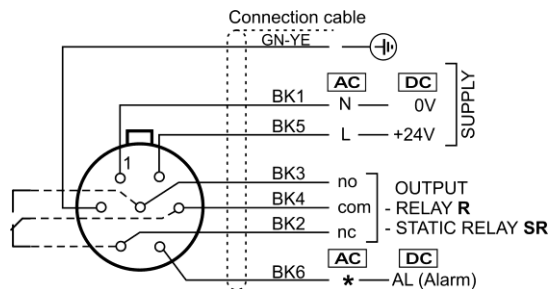 Connection cable
GN-YE
AC DC
BK1 N 0V
BK5 L +24V
SUPPLY
1
BK3 no
BK4 com
BK2 nc
OUTPUT
- RELAY R
- STATIC RELAY SR
AC DC
BK6 * AL (Alarm)